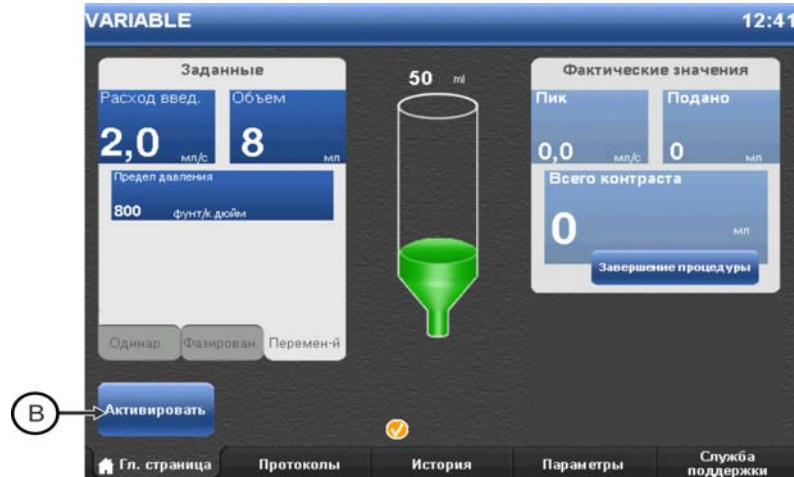 VARIABLE 12:41
Заданные
Расход введ. Объем
2,0 мл/с 8 мл
Предел давления
800 фунт/к.дюйм
Одинар. Фазирован. Перемен-й
50 ml
Фактические значения
Пик Подано
0,0 мл/с 0 мл
Всего контраста
0 мл
Завершение процедуры
B
Активировать
Гл. страница Протоколы История Параметры Служба
поддержки